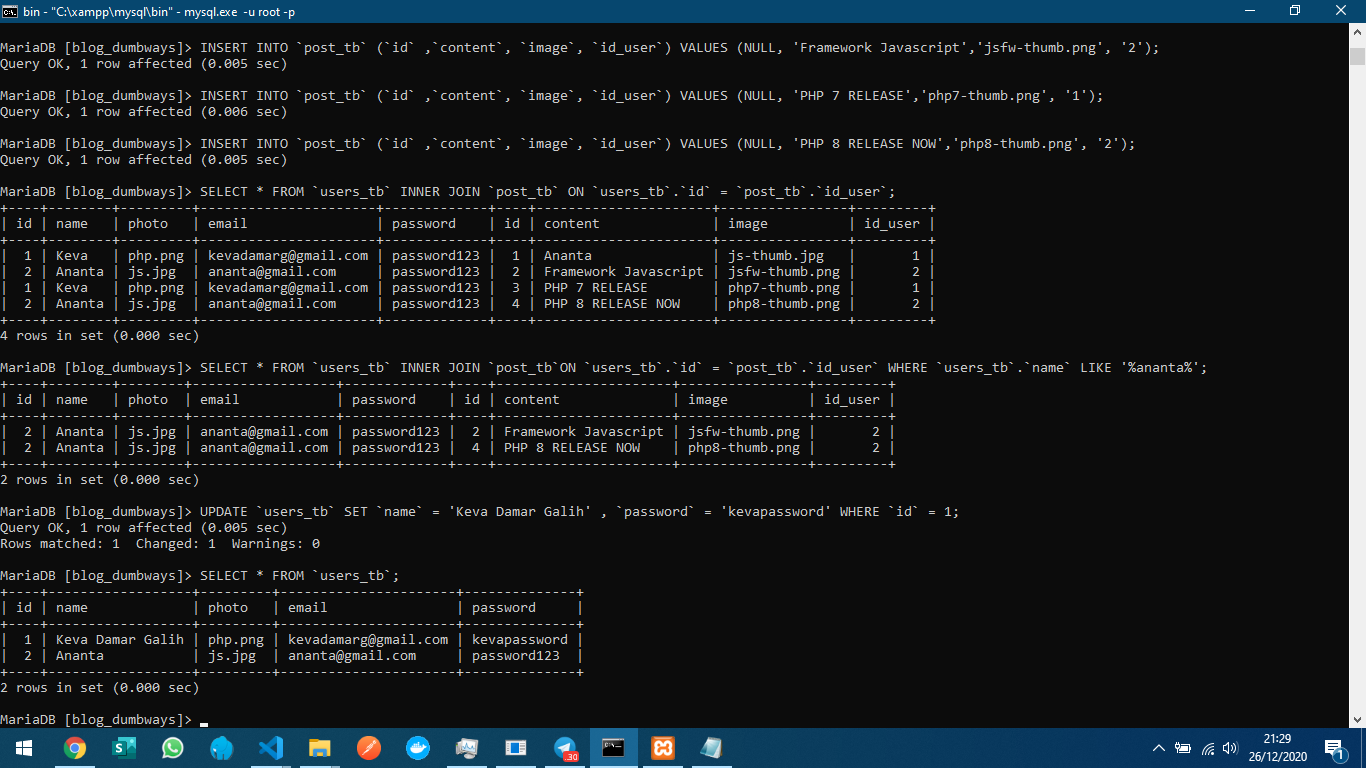 bin - "C:\xampp\mysql\bin" - mysql.exe -u root -p
MariaDB [blog_dumbways]> INSERT INTO `post_tb` (`id` ,`content`, `image`, `id_user`) VALUES (NULL, 'Framework Javascript','jsfw-thumb.png', '2');
Query OK, 1 row affected (0.005 sec)
MariaDB [blog_dumbways]> INSERT INTO `post_tb` (`id` ,`content`, `image`, `id_user`) VALUES (NULL, 'PHP 7 RELEASE','php7-thumb.png', '1');
Query OK, 1 row affected (0.006 sec)
MariaDB [blog_dumbways]> INSERT INTO `post_tb` (`id` ,`content`, `image`, `id_user`) VALUES (NULL, 'PHP 8 RELEASE NOW','php8-thumb.png', '2');
Query OK, 1 row affected (0.005 sec)
MariaDB [blog_dumbways]> SELECT * FROM `users_tb` INNER JOIN `post_tb` ON `users_tb`.`id` = `post_tb`.`id_user`;
+----+--------+---------+----------------------+-------------+----+----------------------+----------------+---------+
| id | name   | photo   | email                | password    | id | content              | image          | id_user |
+----+--------+---------+----------------------+-------------+----+----------------------+----------------+---------+
|  1 | Keva   | php.png | kevadamarg@gmail.com | password123 |  1 | Ananta               | js-thumb.jpg   |       1 |
|  2 | Ananta | js.jpg  | ananta@gmail.com     | password123 |  2 | Framework Javascript | jsfw-thumb.png |       2 |
|  1 | Keva   | php.png | kevadamarg@gmail.com | password123 |  3 | PHP 7 RELEASE        | php7-thumb.png |       1 |
|  2 | Ananta | js.jpg  | ananta@gmail.com     | password123 |  4 | PHP 8 RELEASE NOW    | php8-thumb.png |       2 |
+----+--------+---------+----------------------+-------------+----+----------------------+----------------+---------+
4 rows in set (0.000 sec)
MariaDB [blog_dumbways]> SELECT * FROM `users_tb` INNER JOIN `post_tb`ON `users_tb`.`id` = `post_tb`.`id_user` WHERE `users_tb`.`name` LIKE '%ananta%';
+----+--------+--------+------------------+-------------+----+----------------------+----------------+---------+
| id | name   | photo  | email            | password    | id | content              | image          | id_user |
+----+--------+--------+------------------+-------------+----+----------------------+----------------+---------+
|  2 | Ananta | js.jpg | ananta@gmail.com | password123 |  2 | Framework Javascript | jsfw-thumb.png |       2 |
|  2 | Ananta | js.jpg | ananta@gmail.com | password123 |  4 | PHP 8 RELEASE NOW    | php8-thumb.png |       2 |
+----+--------+--------+------------------+-------------+----+----------------------+----------------+---------+
2 rows in set (0.000 sec)
MariaDB [blog_dumbways]> UPDATE `users_tb` SET `name` = 'Keva Damar Galih' , `password` = 'kevapassword' WHERE `id` = 1;
Query OK, 1 row affected (0.005 sec)
Rows matched: 1  Changed: 1  Warnings: 0
MariaDB [blog_dumbways]> SELECT * FROM `users_tb`;
+----+------------------+---------+----------------------+--------------+
| id | name             | photo   | email                | password     |
+----+------------------+---------+----------------------+--------------+
|  1 | Keva Damar Galih | php.png | kevadamarg@gmail.com | kevapassword |
|  2 | Ananta           | js.jpg  | ananta@gmail.com     | password123  |
+----+------------------+---------+----------------------+--------------+
2 rows in set (0.000 sec)
MariaDB [blog_dumbways]>
21:29
26/12/2020